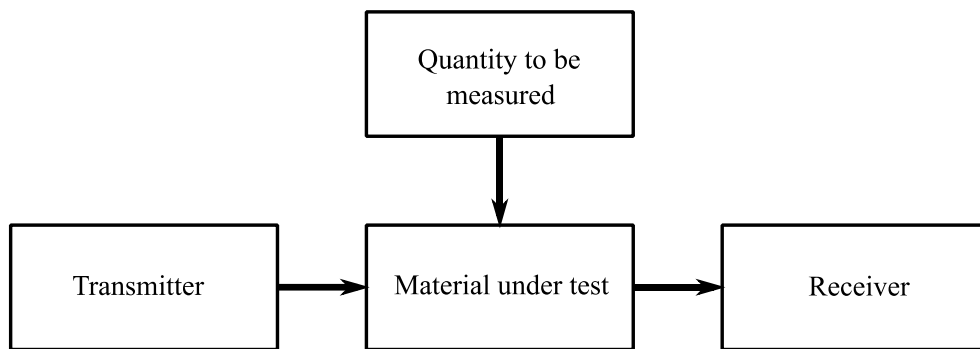 Quantity to be
measured
Transmitter
Material under test
Receiver